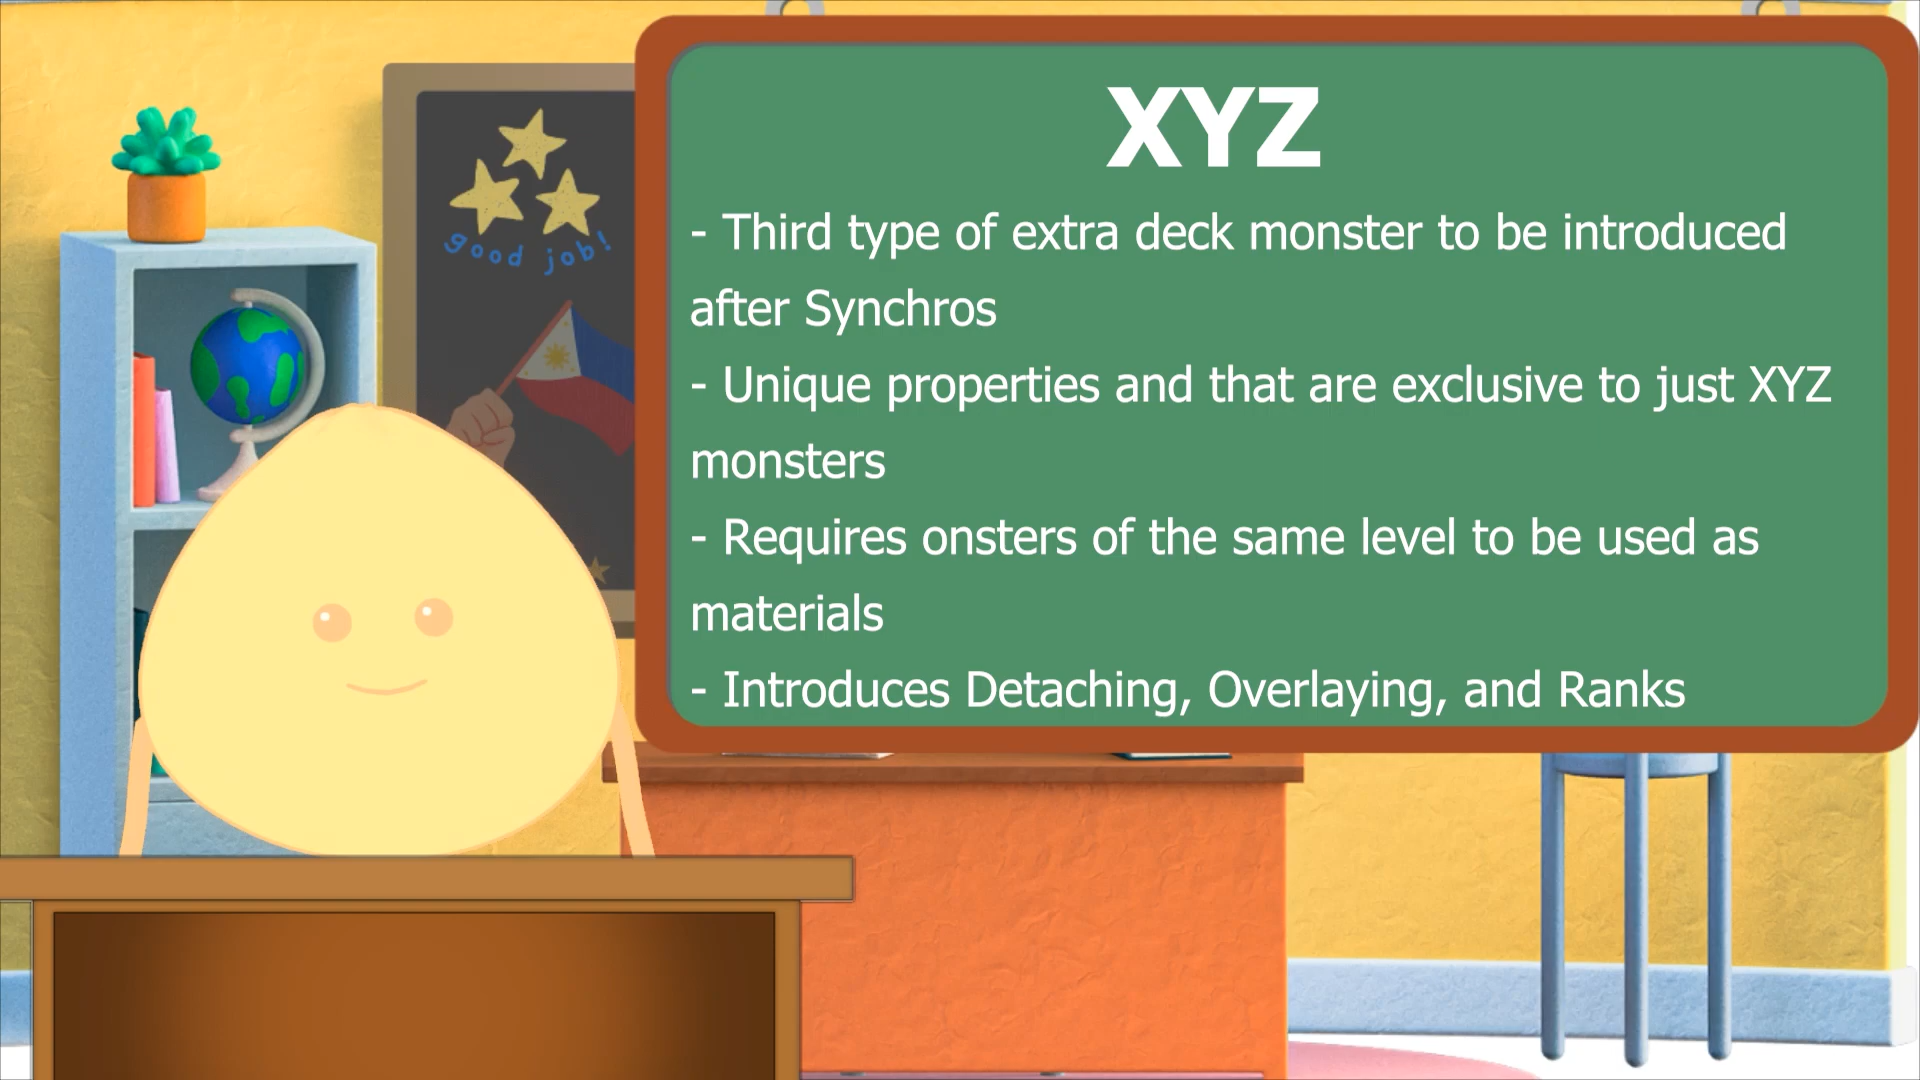 XYZ
- Third type of extra deck monster to be introduced
after Synchros
- Unique properties and that are exclusive to just XYZ
monsters
- Requires onsters of the same level to be used as
materials
- Introduces Detaching, Overlaying, and Ranks
good job!